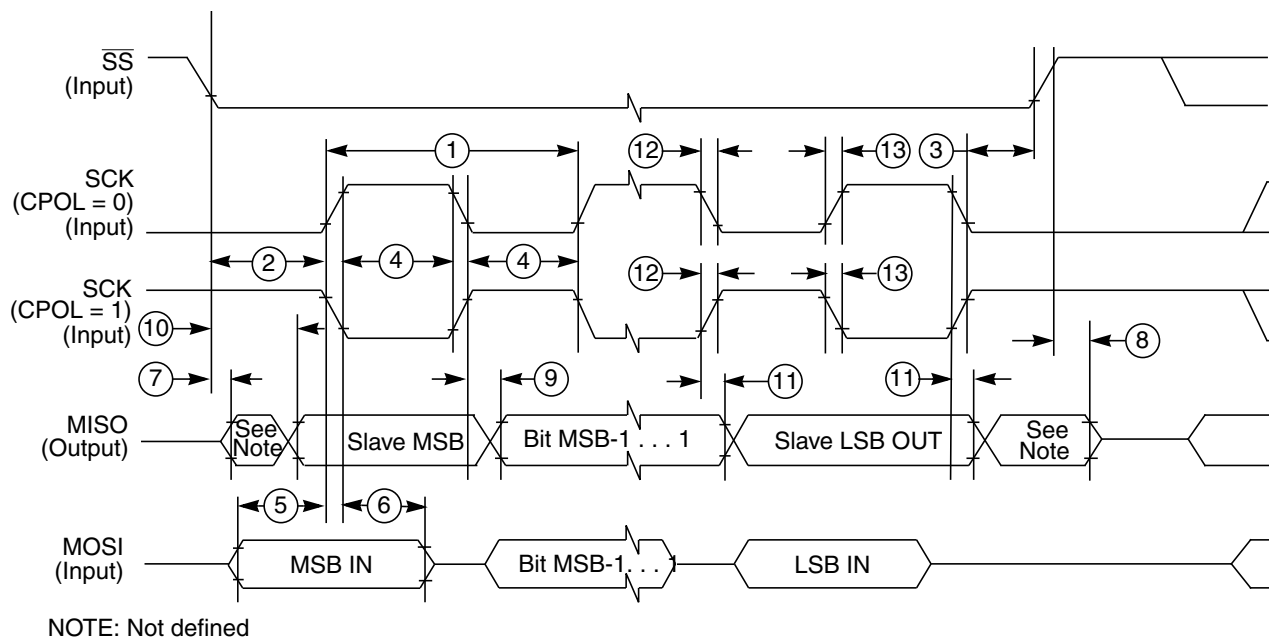 SS
(Input)
1
12
13
3
SCK
(CPOL = 0)
(Input)
2
4
4
12
13
SCK
(CPOL = 1)
(Input)
10
8
7
9
11
11
MISO
(Output)
See
Note
Slave MSB
Bit MSB-1 . . . 1
Slave LSB OUT
See
Note
5
6
MOSI
(Input)
MSB IN
Bit MSB-1. . . 1
LSB IN
NOTE: Not defined